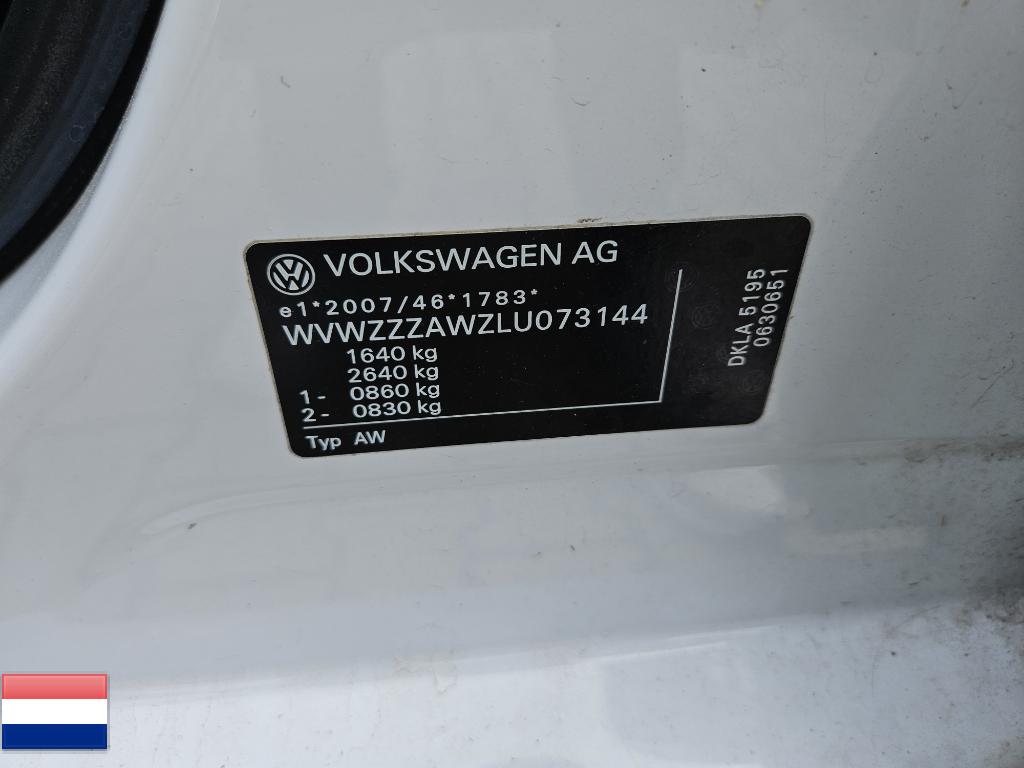 VOLKSWAGEN AG
e1*2007/46*1783*
WVWZZZAWZLU073144
1640 kg
2640 kg
1- 0860 kg
2- 0830 kg
Typ AW
DKLA 5195
0630651